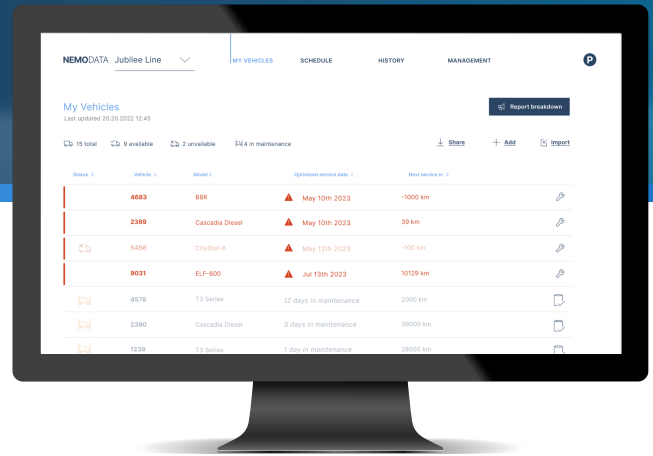 NEMODATA Jubilee Line MY VEHICLES SCHEDULE HISTORY MANAGEMENT P
My Vehicles
Report breakdown
Last updated 20.20.2022 12:45
15 total 9 available 2 unvailable 4 in maintenance Share Add Import
Status Vehicle Model Optimized service date Next service in
4683 B8R May 10th 2023 -1000 km
2389 Cascadia Diesel May 10th 2023 39 km
5456 CityStar-6 May 12th 2023 -100 km
9031 ELF-600 Jul 13th 2023 10129 km
4578 T3 Series 12 days in maintenance 2000 km
2390 Cascadia Diesel 3 days in maintenance 39000 km
1239 T3 Series 1 day in maintenance 28000 km